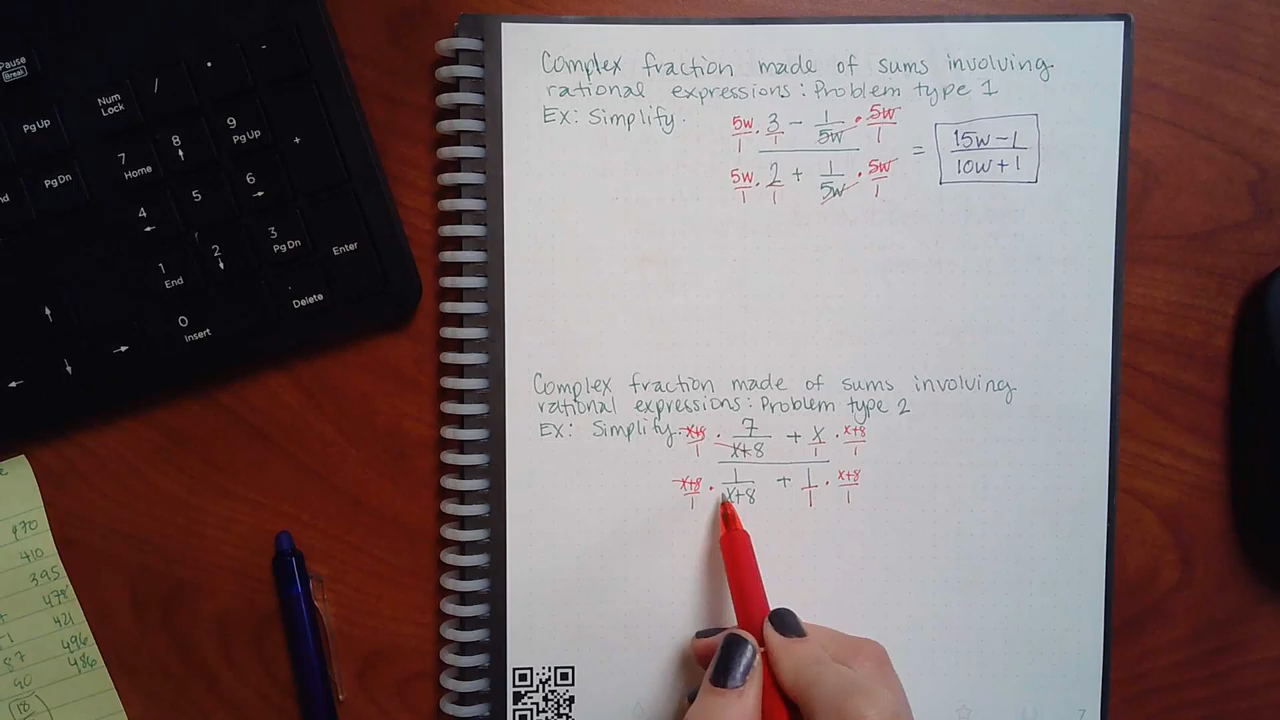 Pause
Break
Num Lock
/
PgUp
7 Home
8
9 PgUp
+
PgDn
4
5
6
1 End
2
3 PgDn
Enter
0 Insert
. Delete
Complex fraction made of sums involving
rational expressions: Problem type 1
EX: Simplify.
5w/1 · 3/1 − 1/5w · 5w/1
5w/1 · 2/1 + 1/5w · 5w/1
= 15w−1/10w+1
Complex fraction made of sums involving
rational expressions: Problem type 2
EX: Simplify.
x+8/1 · 7/x+8 + x/1 · x+8/1
x+8/1 · 1/x+8 + 1/1 · x+8/1
470
410
395
478
421
496
486
87
90
18
7